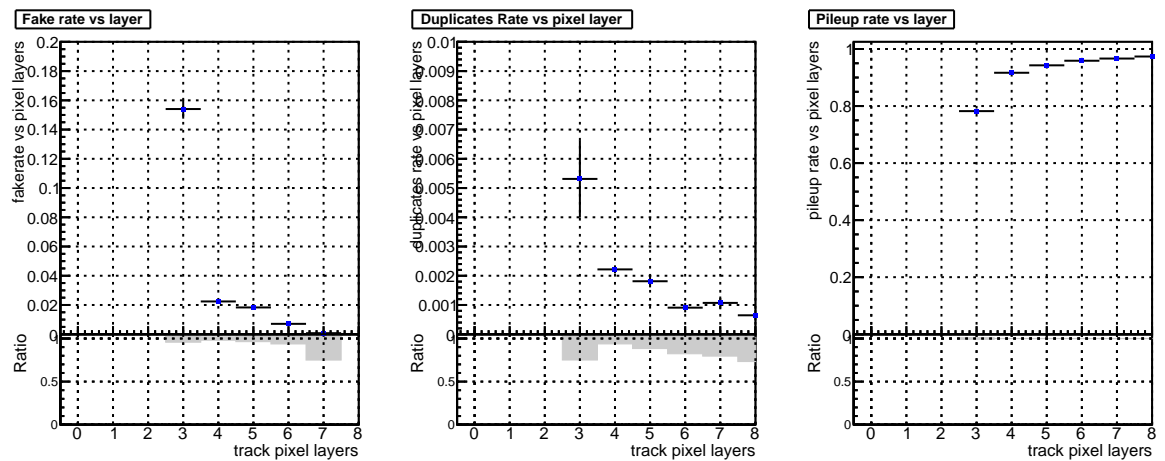 Fake rate vs layer
fakerate vs pixel layers
0.2
0.18
0.16
0.14
0.12
0.1
0.08
0.06
0.04
0.02
0
Ratio
0.5
0
0 1 2 3 4 5 6 7 8
track pixel layers
Duplicates Rate vs pixel layer
duplicates rate vs pixel layers
0.01
0.009
0.008
0.007
0.006
0.005
0.004
0.003
0.002
0.001
Ratio
0.5
0
0 1 2 3 4 5 6 7 8
track pixel layers
Pileup rate vs layer
pileup rate vs pixel layers
1
0.8
0.6
0.4
0.2
Ratio
0.5
0
0 1 2 3 4 5 6 7 8
track pixel layers